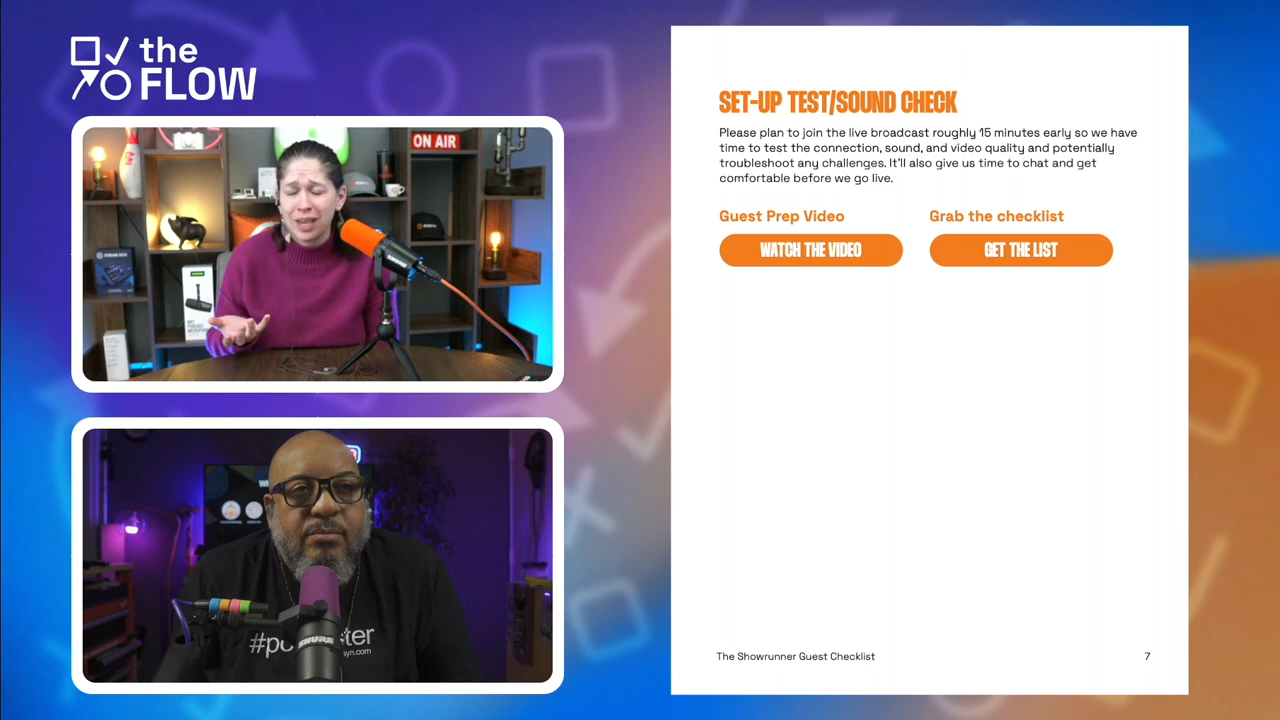 the
FLOW
ON AIR
SET-UP TEST/SOUND CHECK
Please plan to join the live broadcast roughly 15 minutes early so we have
time to test the connection, sound, and video quality and potentially
troubleshoot any challenges. It'll also give us time to chat and get
comfortable before we go live.
Guest Prep Video
Grab the checklist
WATCH THE VIDEO
GET THE LIST
SHURE
The Showrunner Guest Checklist
7